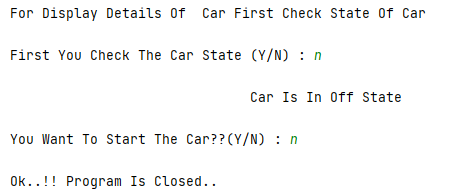 For Display Details Of  Car First Check State Of Car
First You Check The Car State (Y/N) : n
Car Is In Off State
You Want To Start The Car??(Y/N) : n
Ok..!! Program Is Closed..